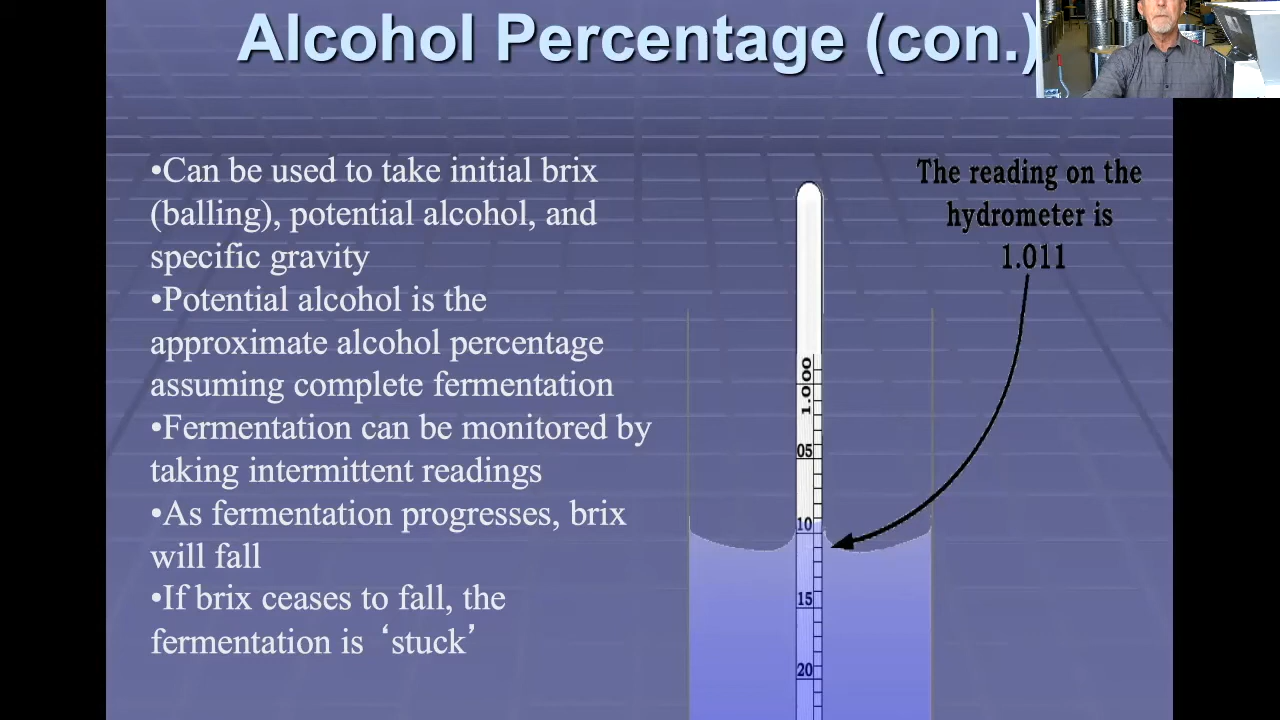 Alcohol Percentage (con.)
•Can be used to take initial brix
(balling), potential alcohol, and
specific gravity
•Potential alcohol is the
approximate alcohol percentage
assuming complete fermentation
•Fermentation can be monitored by
taking intermittent readings
•As fermentation progresses, brix
will fall
•If brix ceases to fall, the
fermentation is ‘stuck’
The reading on the
hydrometer is
1.011
1.000
05
10
15
20